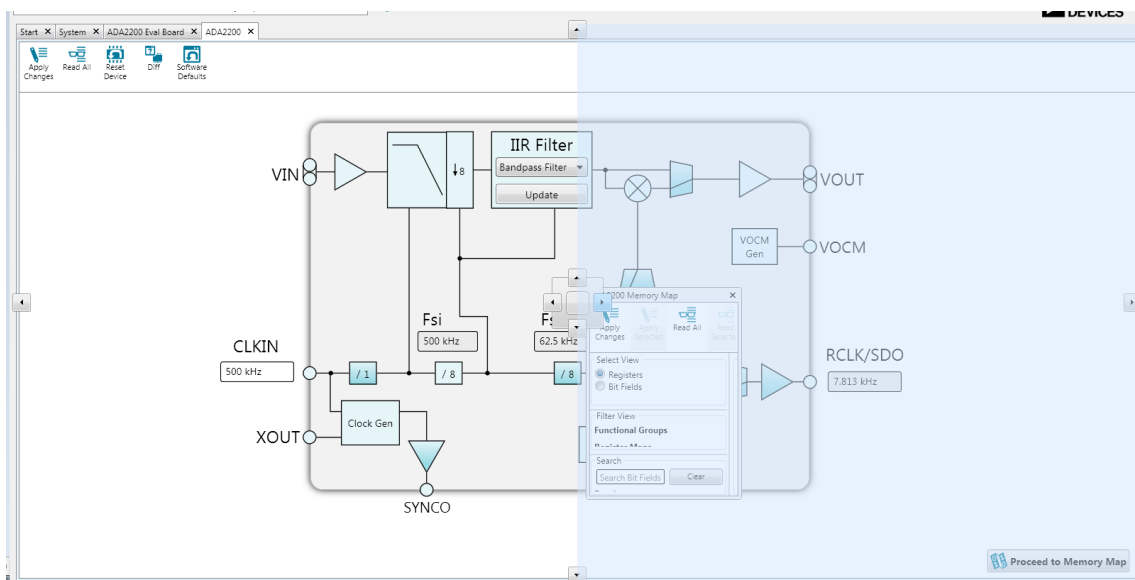 DEVICES
Start System ADA2200 Eval Board ADA2200
Apply Changes
Read All
Reset Device
Diff
Software Defaults
IIR Filter
Bandpass Filter
Update
VIN
↓8
VOUT
VOCM Gen
VOCM
2200 Memory Map
Apply Changes
Apply Selected
Read All
Read
Fsi
500 kHz
62.5 kHz
CLKIN
500 kHz
/ 1
/ 8
/ 8
Select View
Registers
Bit Fields
RCLK/SDO
7.813 kHz
Clock Gen
XOUT
SYNCO
Filter View
Functional Groups
Search
Search Bit Fields
Clear
Proceed to Memory Map